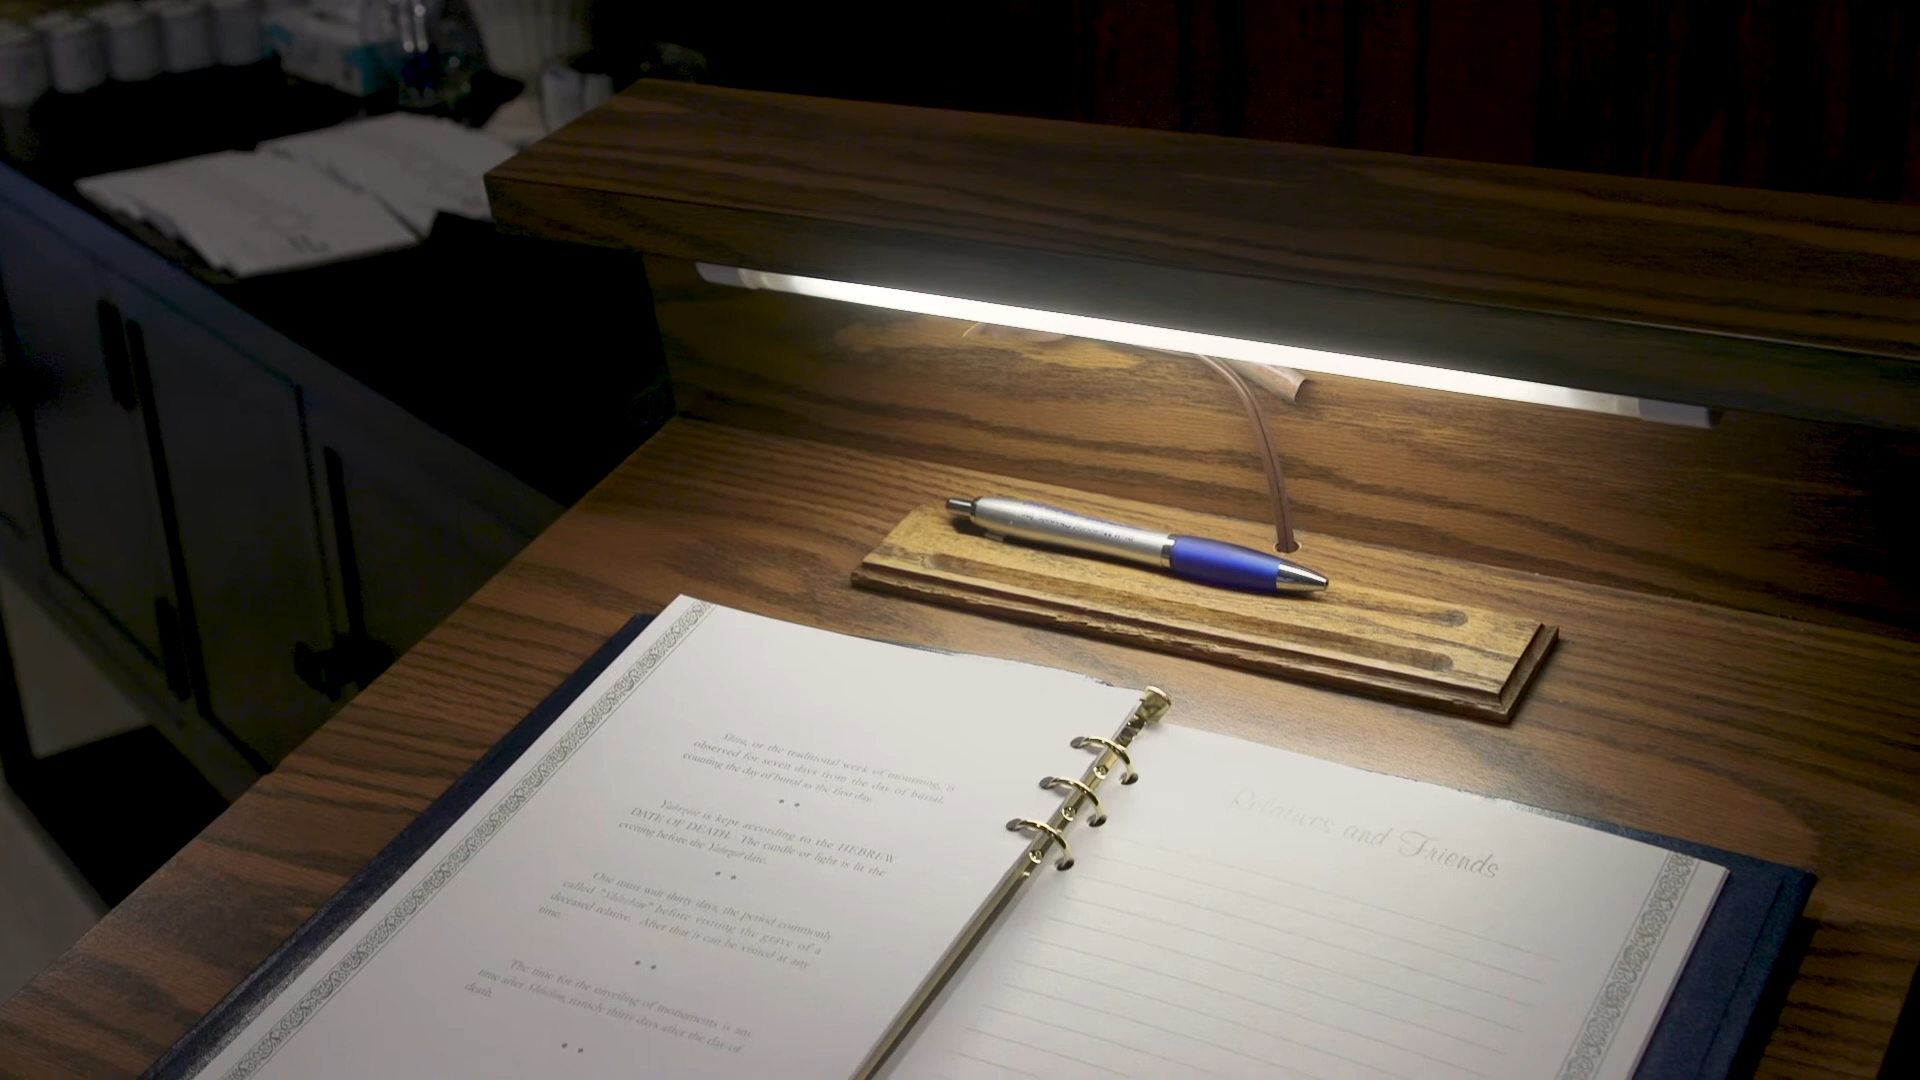 Shiva, or the traditional week of mourning, is
observed for seven days from the day of burial,
counting the day of burial as the first day.
Yahrzeit is kept according to the HEBREW
DATE OF DEATH. The candle or light is lit the
evening before the Yahrzeit date.
One must wait thirty days, the period commonly
called "Shloshim" before visiting the grave of a
deceased relative. After that it can be visited at any
time.
The time for the unveiling of monuments is any
time after Shloshim, namely thirty days after the day of
death.
Relatives and Friends